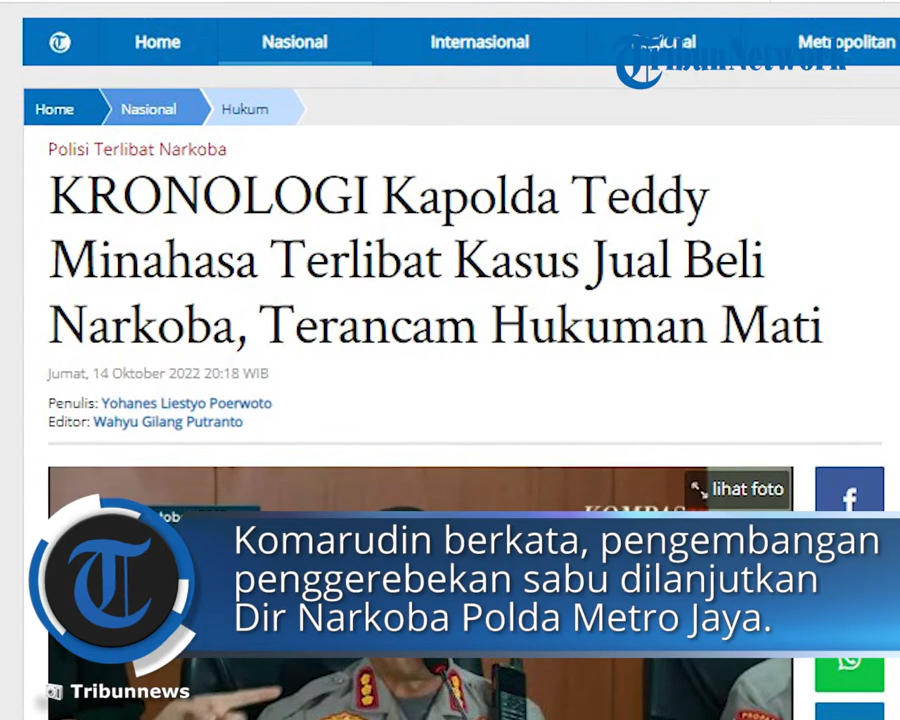 Home
Nasional
Internasional
Regional
Metropolitan
TribunNetwork
Home
Nasional
Hukum
Polisi Terlibat Narkoba
KRONOLOGI Kapolda Teddy
Minahasa Terlibat Kasus Jual Beli
Narkoba, Terancam Hukuman Mati
Jumat, 14 Oktober 2022 20:18 WIB
Penulis: Yohanes Liestyo Poerwoto
Editor: Wahyu Gilang Putranto
lihat foto
f
Komarudin berkata, pengembangan
penggerebekan sabu dilanjutkan
Dir Narkoba Polda Metro Jaya.
Tribunnews